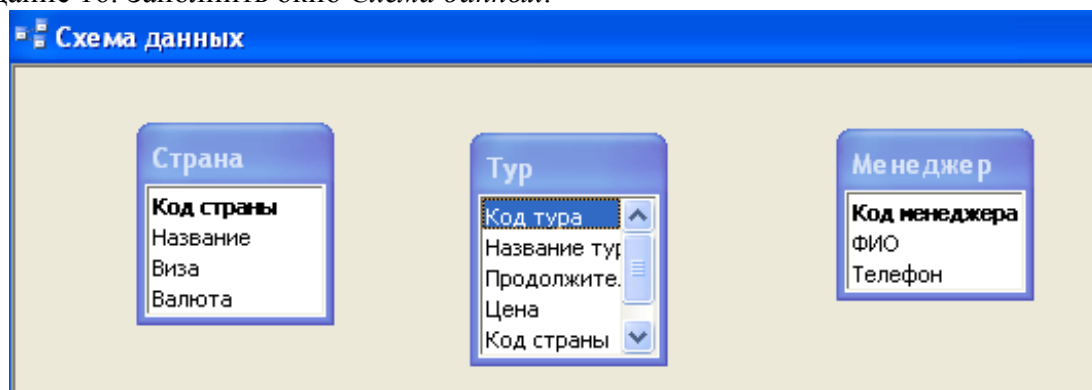 дание 16. Заполнить окно Схема данных.
Схема данных
Страна
Код страны
Название
Виза
Валюта
Тур
Код тура
Название тур
Продолжите.
Цена
Код страны
Менеджер
Код менеджера
ФИО
Телефон